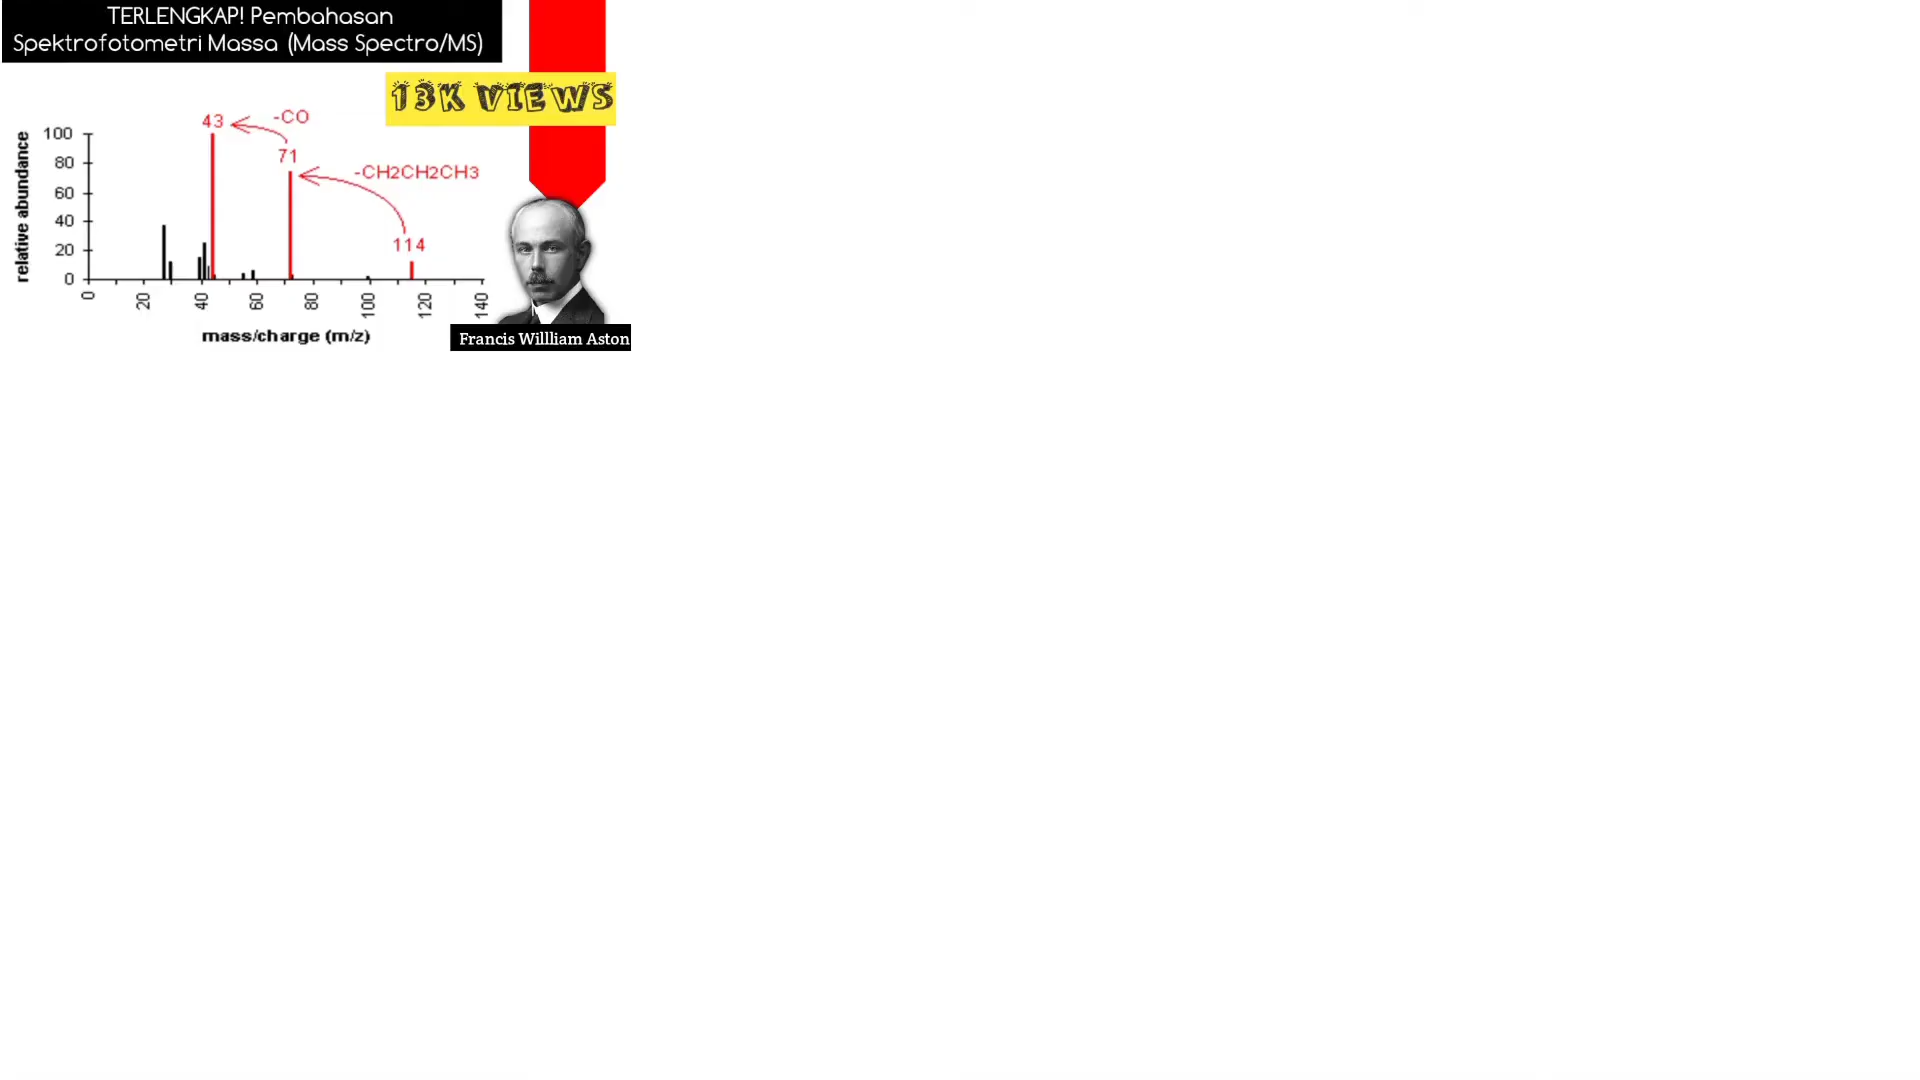 TERLENGKAP! Pembahasan
Spektrofotometri Massa (Mass Spectro/MS)
13K VIEWS
43
-CO
71
-CH2CH2CH3
114
relative abundance
100
80
60
40
20
0
0
20
40
60
80
100
120
140
mass/charge (m/z)
Francis Willliam Aston